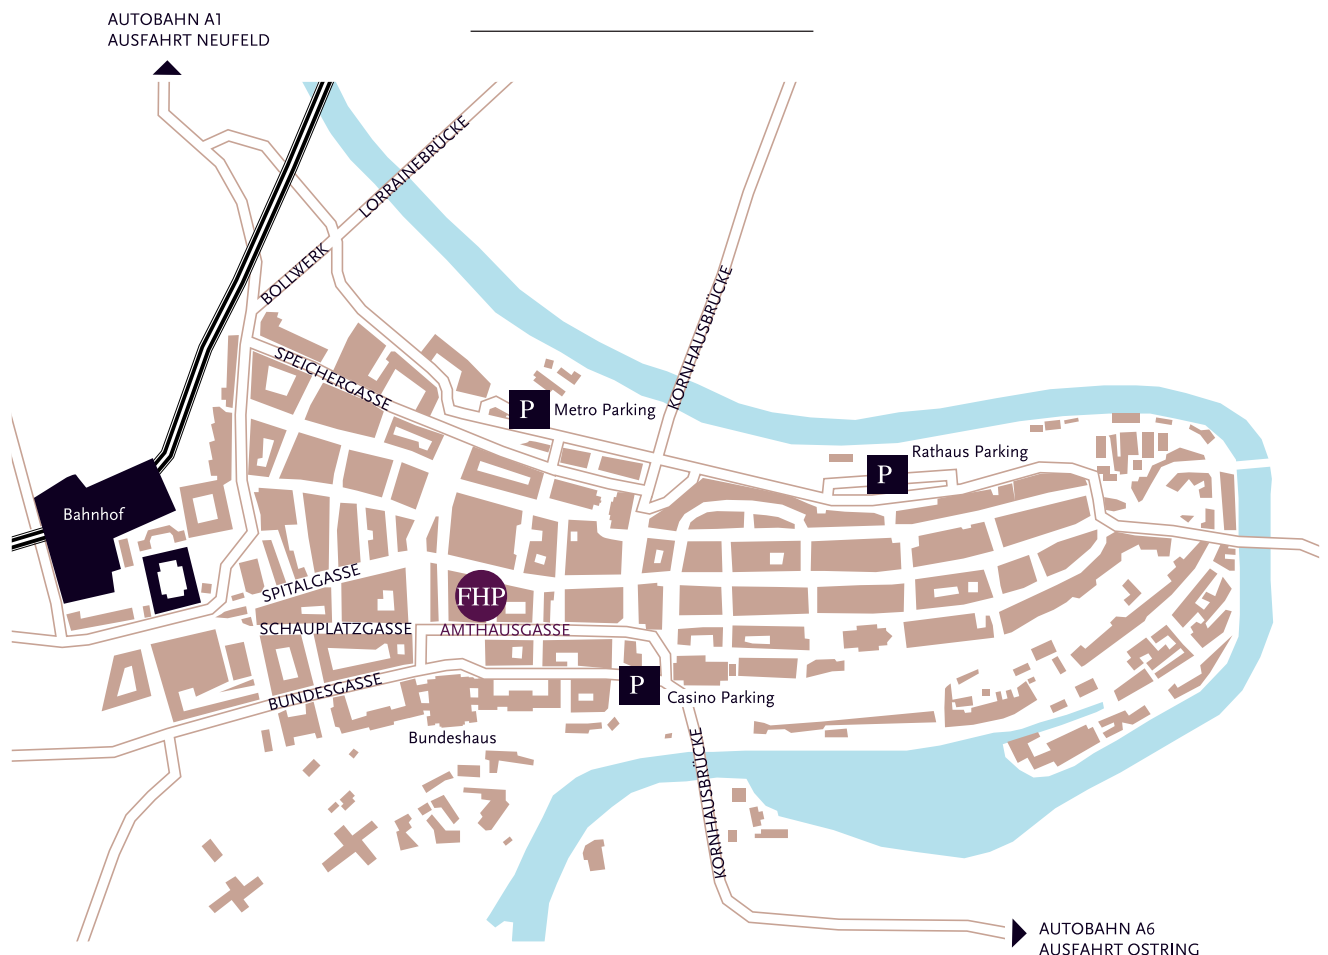 AUTOBAHN A1
AUSFAHRT NEUFELD
LORRAINEBRÜCKE
BOLLWERK
KORNHAUSBRÜCKE
SPEICHERGASSE
P
Metro Parking
Rathaus Parking
P
Bahnhof
SPITALGASSE
FHP
SCHAUPLATZGASSE
AMTHAUSGASSE
BUNDESGASSE
P
Casino Parking
Bundeshaus
KORNHAUSBRÜCKE
AUTOBAHN A6
AUSFAHRT OSTRING